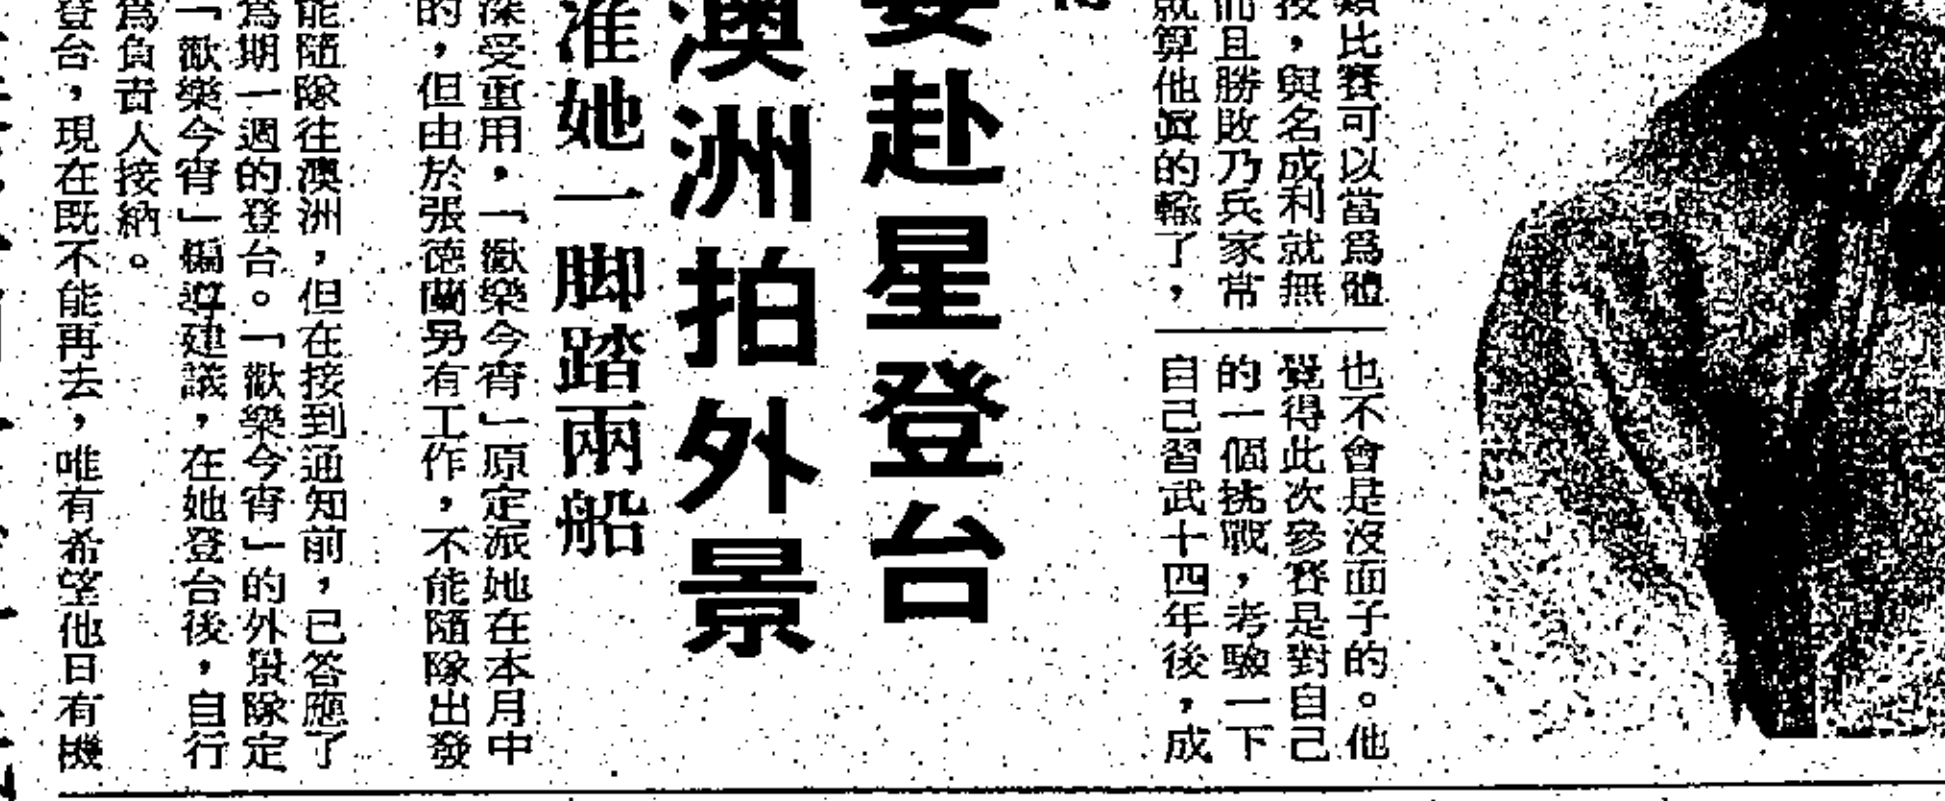 類比賽可以當爲體
技，與名成利就無
而且勝敗乃兵家常
就算他眞的輸了，
也不會是沒面子的。他
覺得此次參賽是對自己
的一個挑戰，考驗一下
自己習武十四年後，成
要赴星登台
澳洲拍外景
准她一脚踏兩船
深受重用，「歡樂今宵」原定派她在本月中
的，但由於張德蘭另有工作，不能隨隊出發
能隨隊往澳洲，但在接到通知前，已答應了
爲期一週的登台。「歡樂今宵」的外景隊定
「歡樂今宵」編導建議，在她登台後，自行
爲負責人接納。
登台，現在既不能再去，唯有希望他日有機